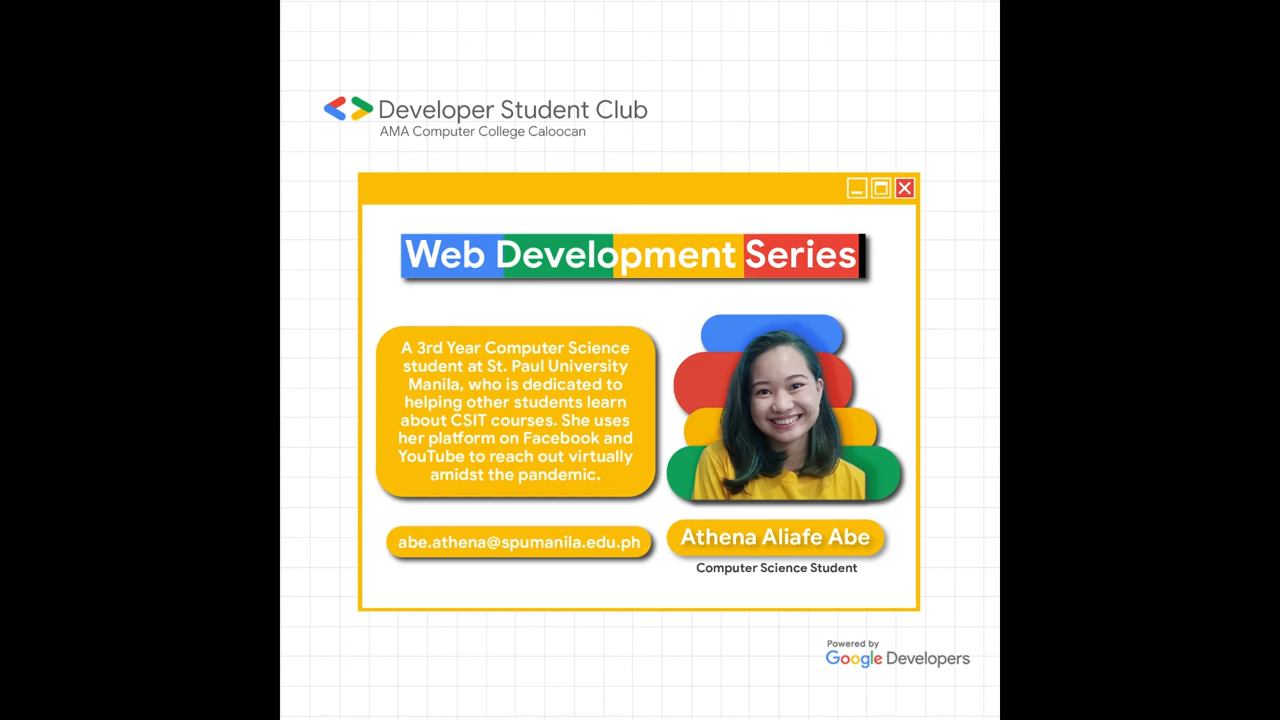 Developer Student Club
AMA Computer College Caloocan
Web Development Series
A 3rd Year Computer Science
student at St. Paul University
Manila, who is dedicated to
helping other students learn
about CSIT courses. She uses
her platform on Facebook and
YouTube to reach out virtually
amidst the pandemic.
abe.athena@spumanila.edu.ph
Athena Aliafe Abe
Computer Science Student
Powered by
Google Developers